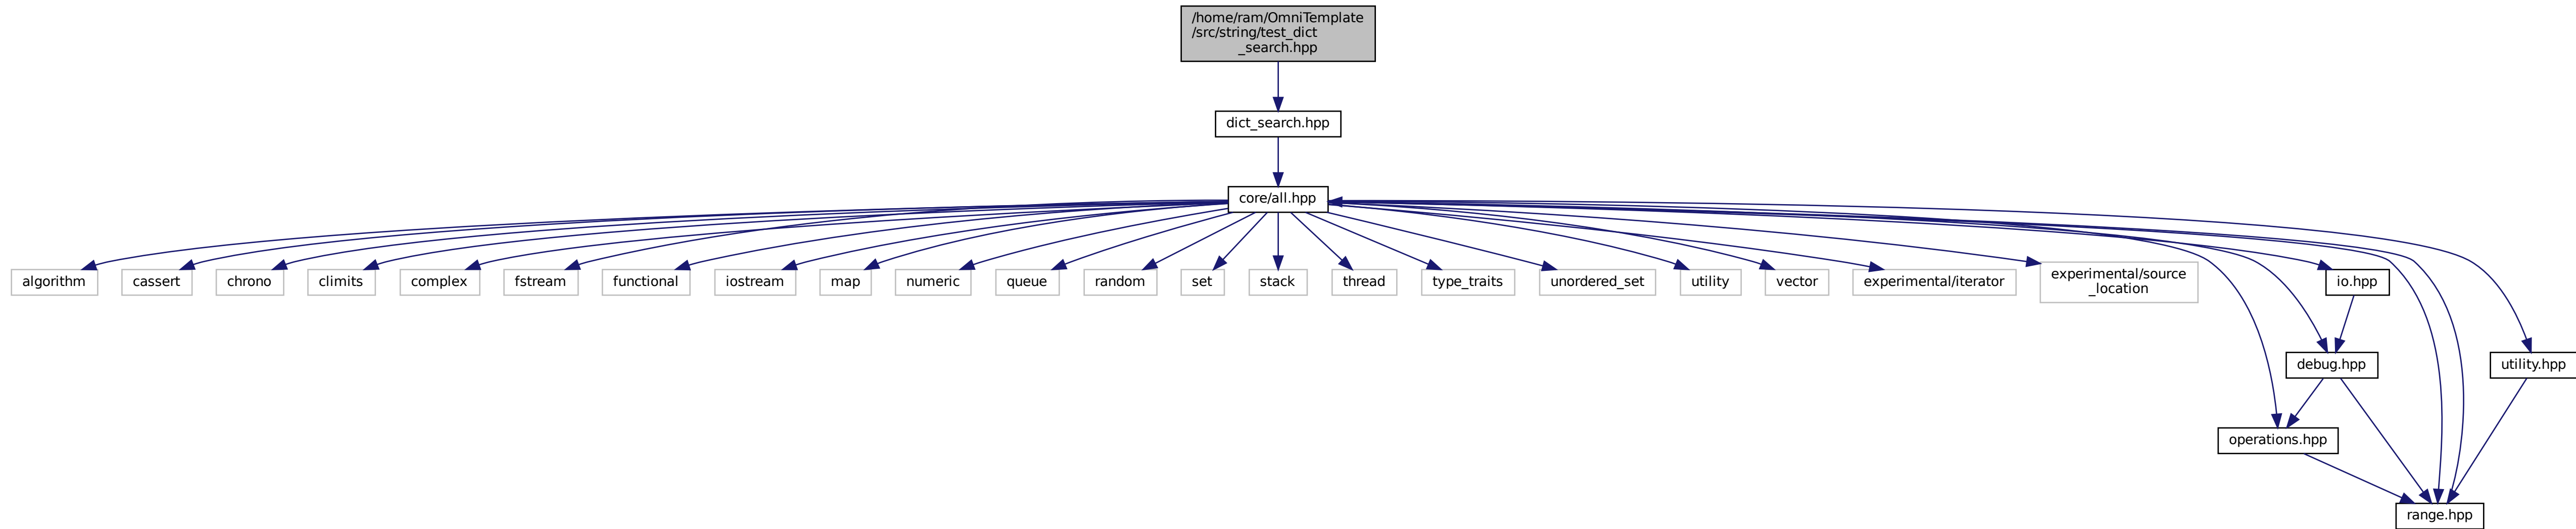 /home/ram/OmniTemplate
/src/string/test_dict
_search.hpp
dict_search.hpp
core/all.hpp
algorithm
cassert
chrono
climits
complex
fstream
functional
iostream
map
numeric
queue
random
set
stack
thread
type_traits
unordered_set
utility
vector
experimental/iterator
experimental/source
_location
io.hpp
debug.hpp
utility.hpp
operations.hpp
range.hpp